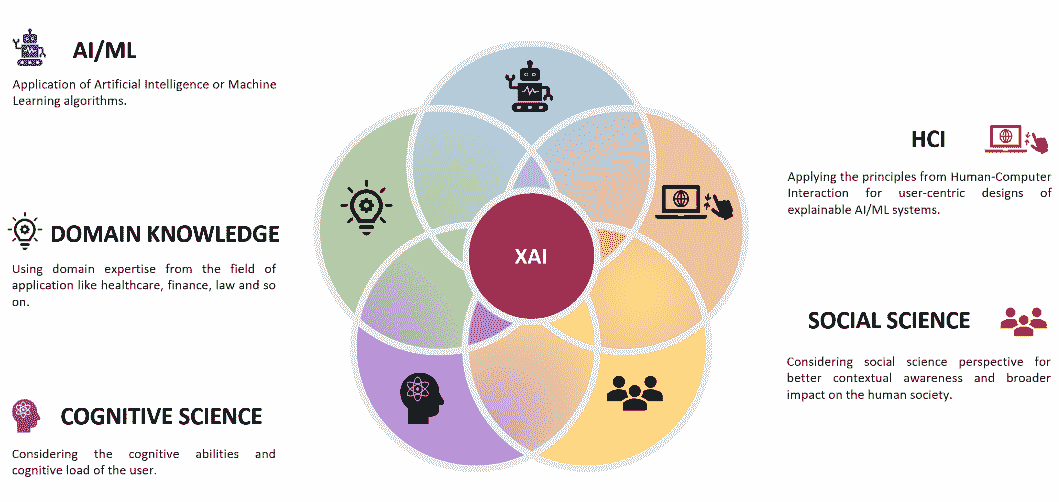 AI/ML
Application of Artificial Intelligence or Machine
Learning algorithms.
DOMAIN KNOWLEDGE
Using domain expertise from the field of
application like healthcare, finance, law and so
on.
COGNITIVE SCIENCE
Considering the cognitive abilities and
cognitive load of the user.
XAI
HCI
Applying the principles from Human-Computer
Interaction for user-centric designs of
explainable AI/ML systems.
SOCIAL SCIENCE
Considering social science perspective for
better contextual awareness and broader
impact on the human society.